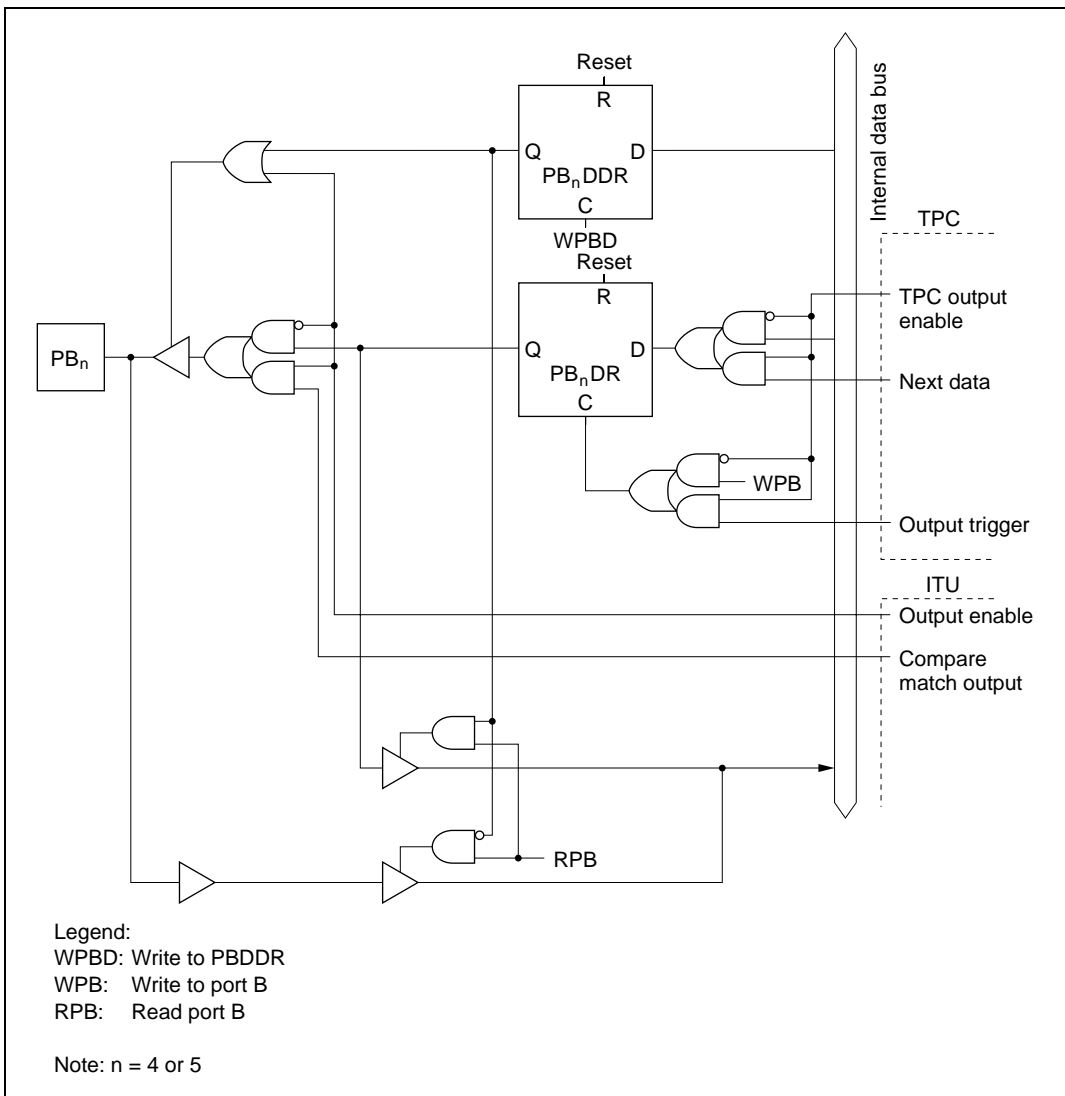 Reset
R
Q
D
PBnDDR
C
WPBD
Internal data bus
TPC
Reset
R
TPC output
enable
PBn
Q
D
PBnDR
C
Next data
WPB
Output trigger
ITU
Output enable
Compare
match output
RPB
Legend:
WPBD: Write to PBDDR
WPB: Write to port B
RPB: Read port B
Note: n = 4 or 5